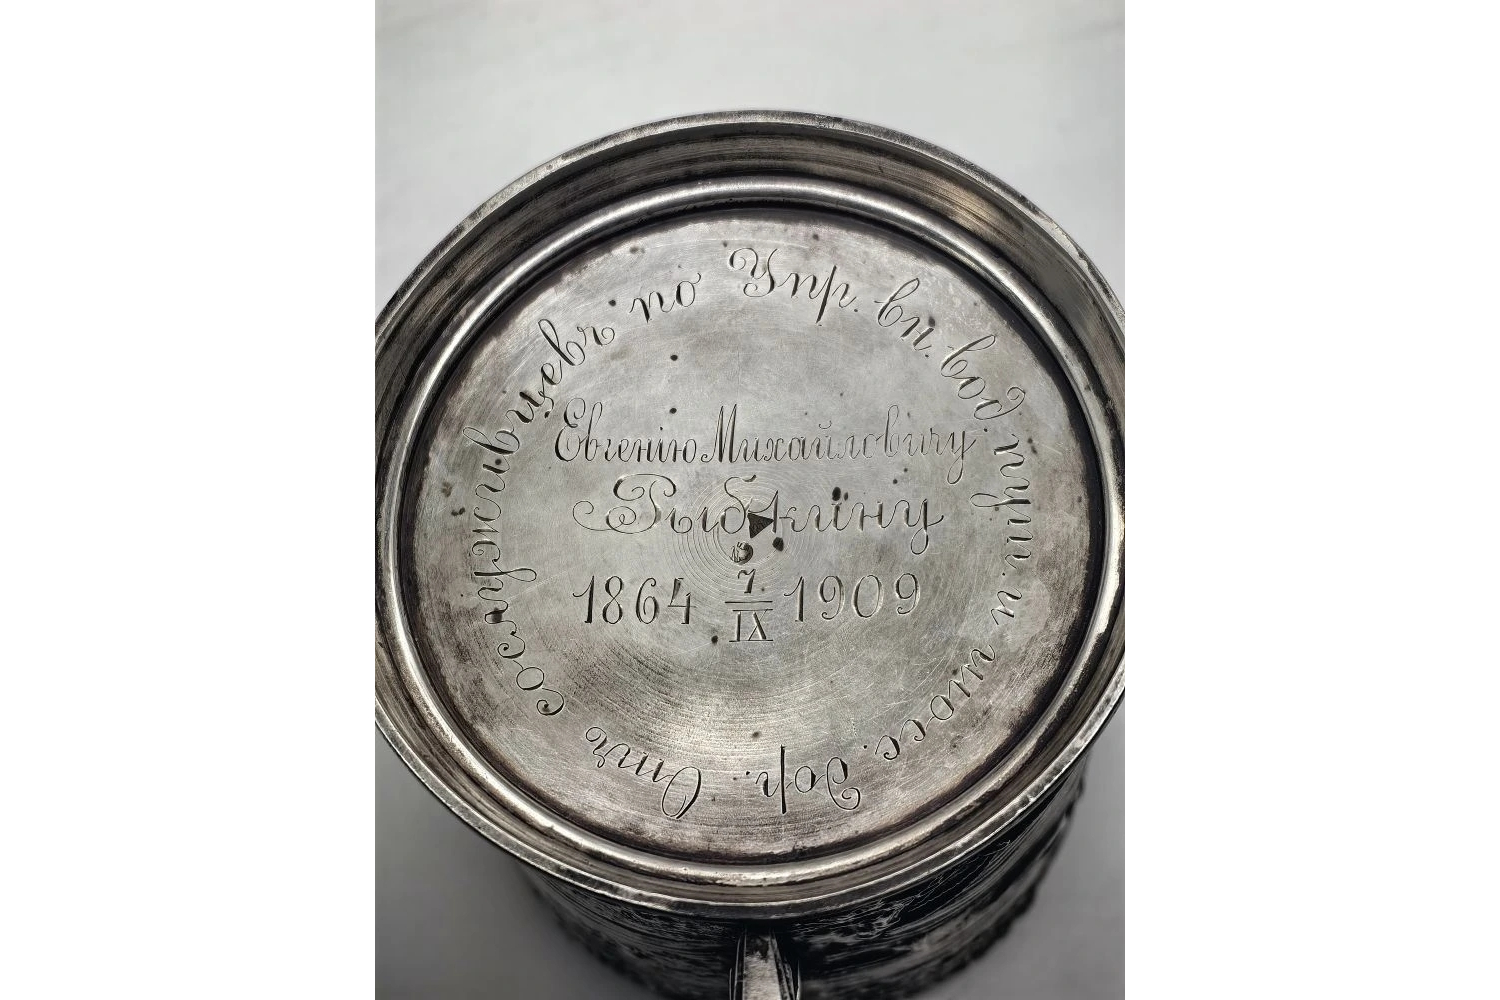 Отъ сослуживцевъ по Упр. вн. вод. пут. и шосс. дор.
Евгенію Михайловичу
Рыбкину
1864 7/IX 1909